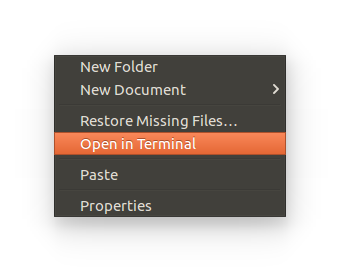 New Folder
New Document
Restore Missing Files…
Open in Terminal
Paste
Properties